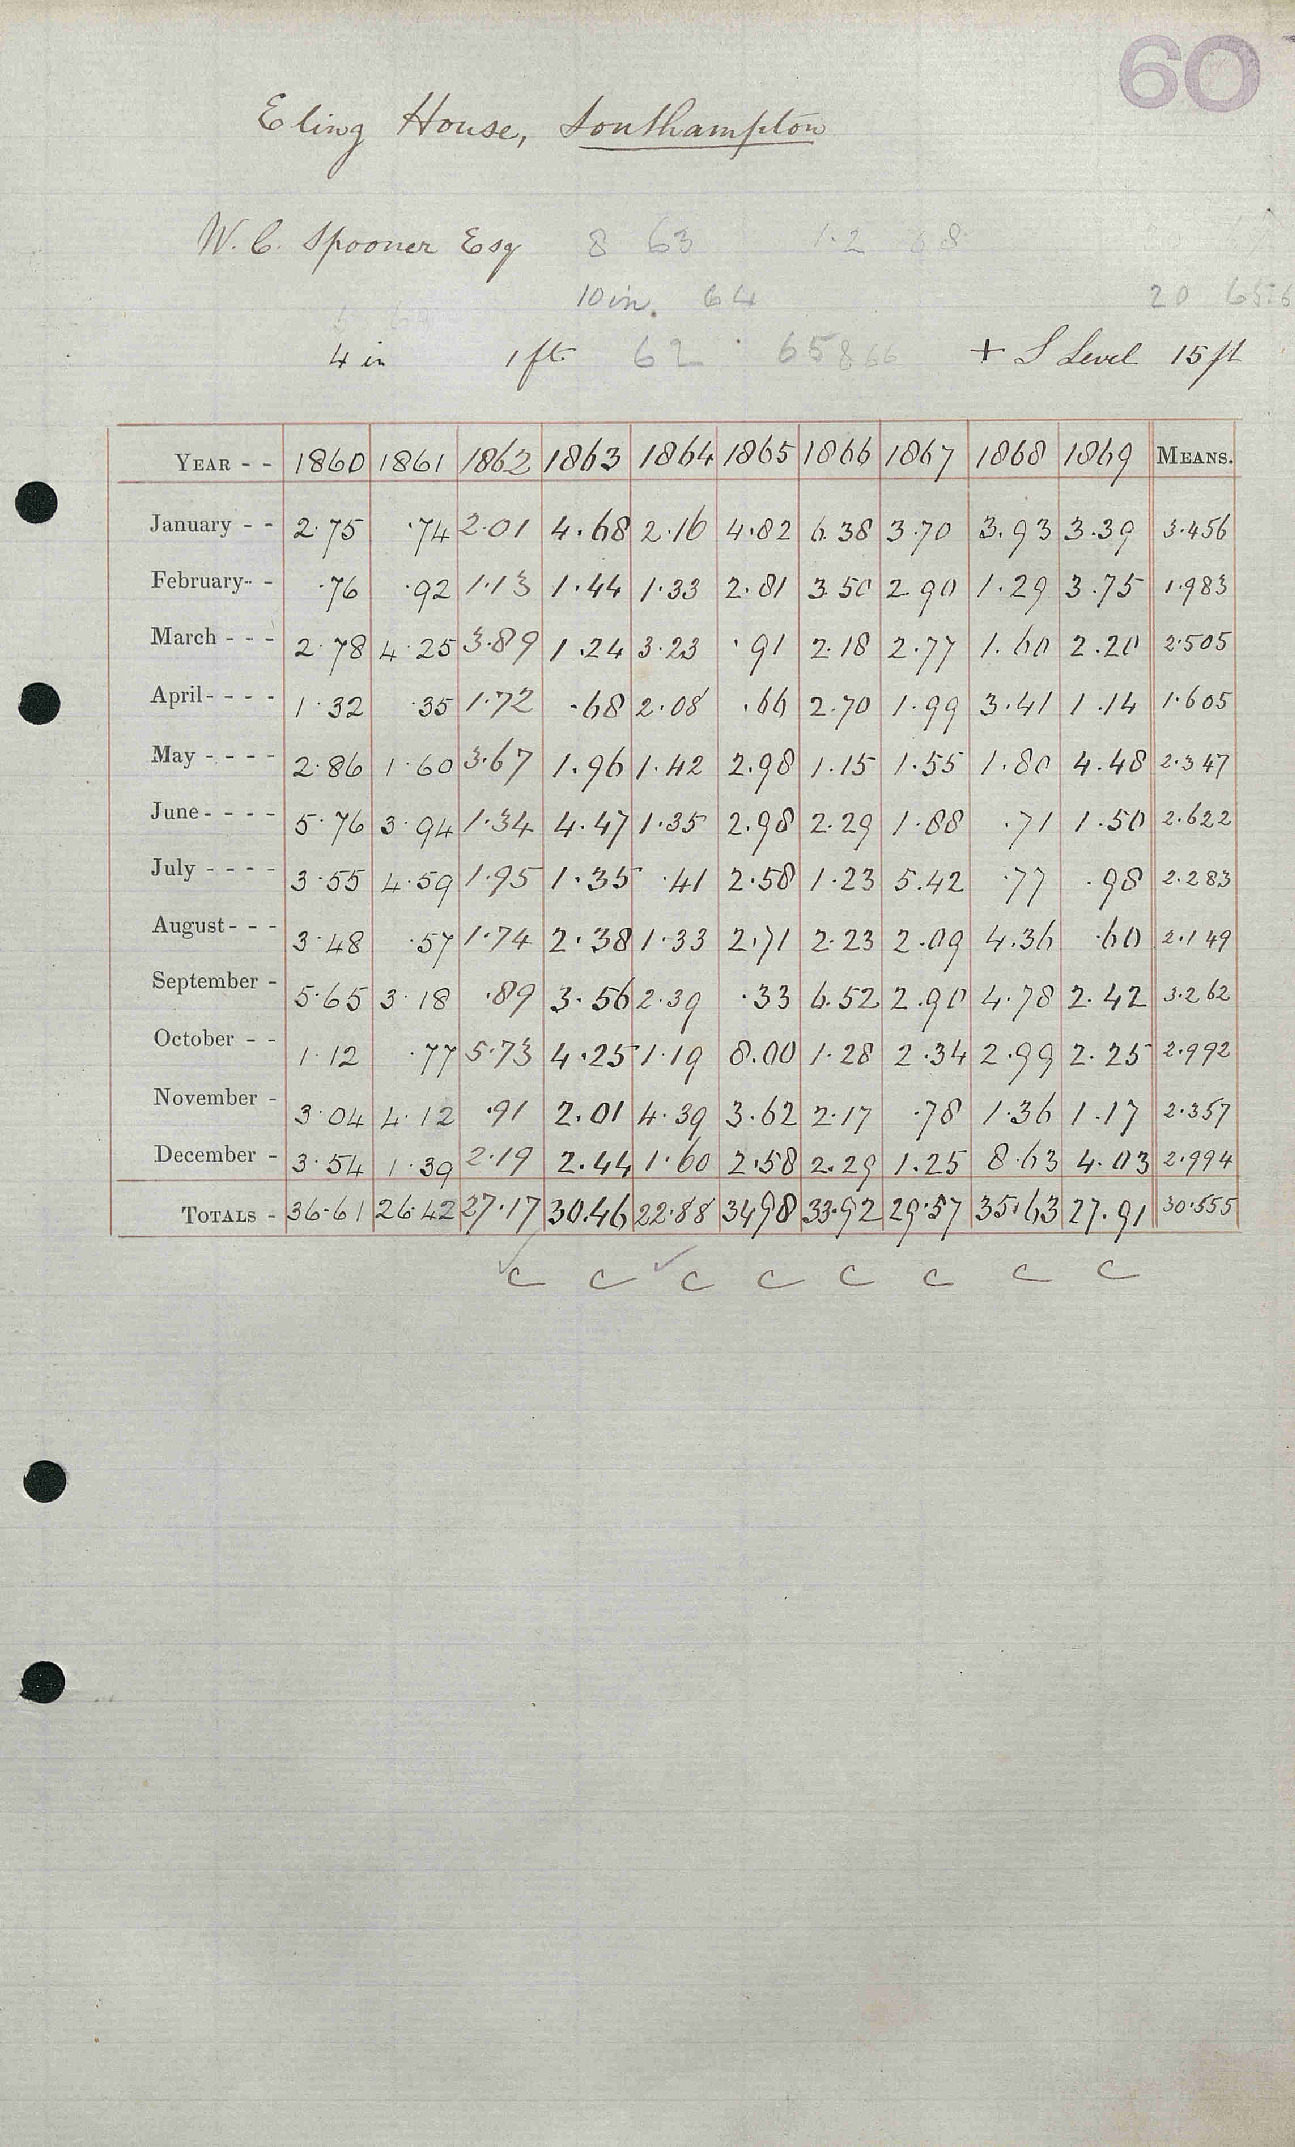 60
Eling House, Southampton
W. C. Spooner Esq 8 63 1.2 68
10 in. 64 20 65.6
4 in 1 ft 62 65 866 + S Level 15 ft
YEAR - - 1860 1861 1862 1863 1864 1865 1866 1867 1868 1869 MEANS.
January - - 2.75 .74 2.01 4.68 2.16 4.82 6.38 3.70 3.93 3.39 3.456
February - - .76 .92 1.13 1.44 1.33 2.81 3.50 2.90 1.29 3.75 1.983
March - - - 2.78 4.25 3.89 1.24 3.23 .91 2.18 2.77 1.60 2.20 2.505
April - - - - 1.32 .35 1.72 .68 2.08 .66 2.70 1.99 3.41 1.14 1.605
May - - - - 2.86 1.60 3.67 1.96 1.42 2.98 1.15 1.55 1.80 4.48 2.347
June - - - - 5.76 3.94 1.34 4.47 1.35 2.98 2.29 1.88 .71 1.50 2.622
July - - - - 3.55 4.59 1.95 1.35 .41 2.58 1.23 5.42 .77 .98 2.283
August - - - 3.48 .57 1.74 2.38 1.33 2.71 2.23 2.09 4.36 .60 2.149
September - 5.65 3.18 .89 3.56 2.39 .33 6.52 2.90 4.78 2.42 3.262
October - - 1.12 .77 5.73 4.25 1.19 8.00 1.28 2.34 2.99 2.25 2.992
November - 3.04 4.12 .91 2.01 4.39 3.62 2.17 .78 1.36 1.17 2.357
December - 3.54 1.39 2.19 2.44 1.60 2.58 2.29 1.25 8.63 4.03 2.994
TOTALS - 36.61 26.42 27.17 30.46 22.88 34.98 33.92 29.57 35.63 27.91 30.555
c c c c c c c c